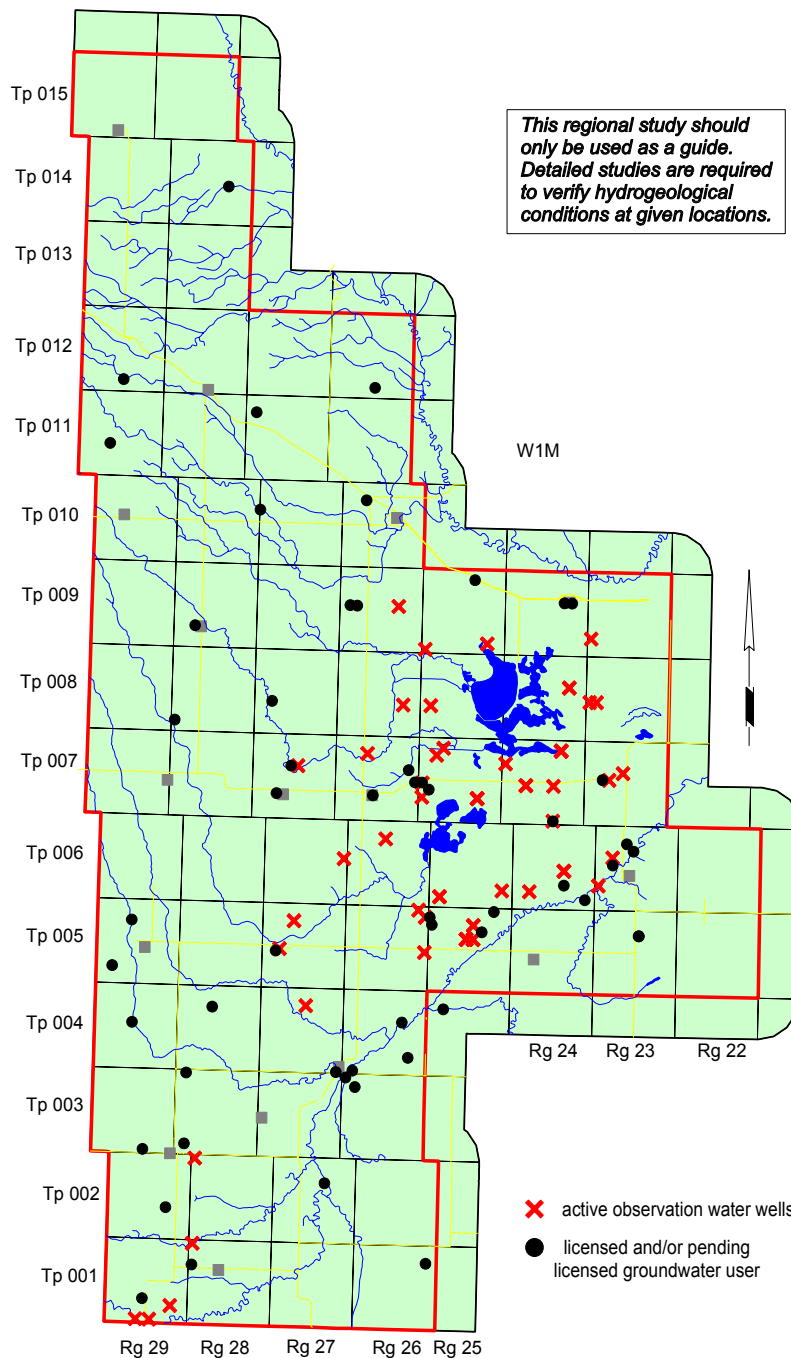 Tp 015
This regional study should
only be used as a guide.
Detailed studies are required
to verify hydrogeological
conditions at given locations.
Tp 014
Tp 013
Tp 012
Tp 011
W1M
Tp 010
Tp 009
Tp 008
Tp 007
Tp 006
Tp 005
Tp 004
Rg 24
Rg 23
Rg 22
Tp 003
Tp 002
active observation water wells
licensed and/or pending
licensed groundwater user
Tp 001
Rg 29
Rg 28
Rg 27
Rg 26
Rg 25